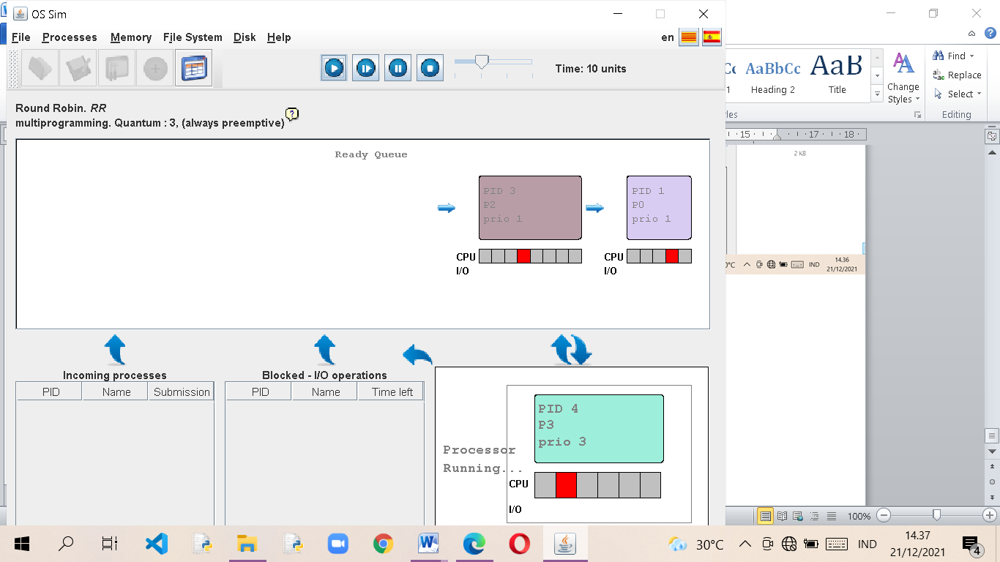 OS Sim
File Processes Memory File System Disk Help
en
Time: 10 units
Round Robin. RR
multiprogramming. Quantum : 3, (always preemptive)
?
Ready Queue
PID 3
P2
prio 1
CPU
I/O
PID 1
P0
prio 1
CPU
I/O
Incoming processes
PID Name Submission
Blocked - I/O operations
PID Name Time left
Processor
Running...
PID 4
P3
prio 3
CPU
I/O
AaBbCc AaB
1 Heading 2 Title
Change
Styles
Find
Replace
Select
Editing
les
15 17 18
2 KB
0°C IND 14.36
21/12/2021
100%
30°C IND 14.37
21/12/2021
4